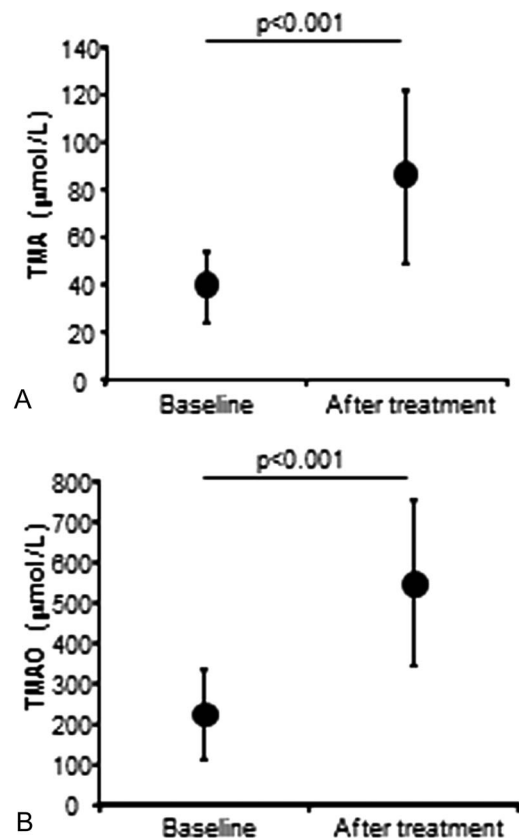 p<0.001
140
120
100
80
60
40
20
0
TMA (μmol/L)
Baseline After treatment
A
p<0.001
800
700
600
500
400
300
200
100
0
TMAO (μmol/L)
Baseline After treatment
B